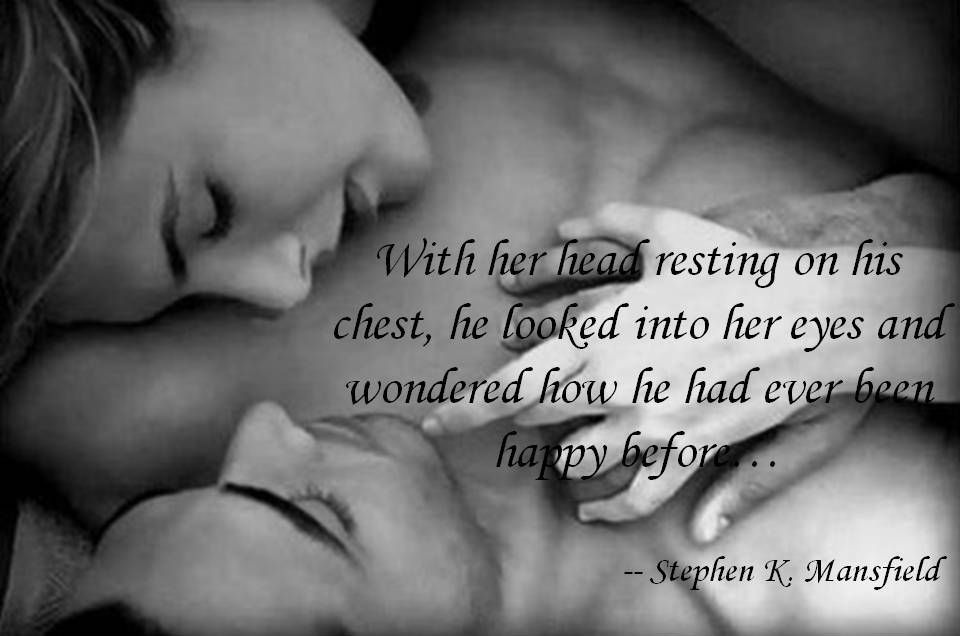 With her head resting on his
chest, he looked into her eyes and
wondered how he had ever been
happy before...
-- Stephen K. Mansfield